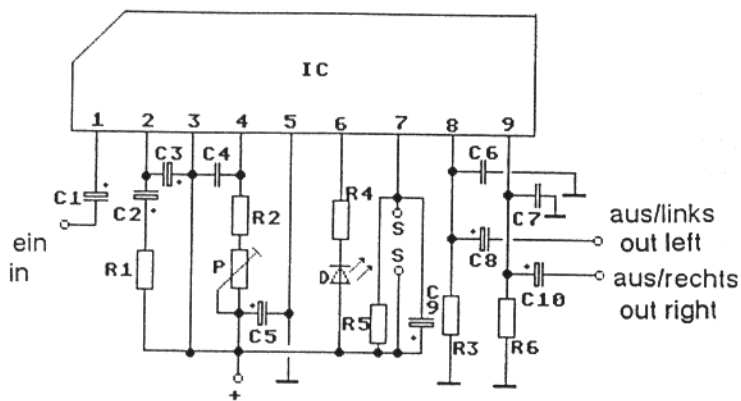 IC
1 2 3 4 5 6 7 8 9
C1
C2
C3
C4
R1
R2
P
C5
R4
D
R5
S
S
C9
C6
C7
C8
C10
R3
R6
ein
in
aus/links
out left
aus/rechts
out right
+